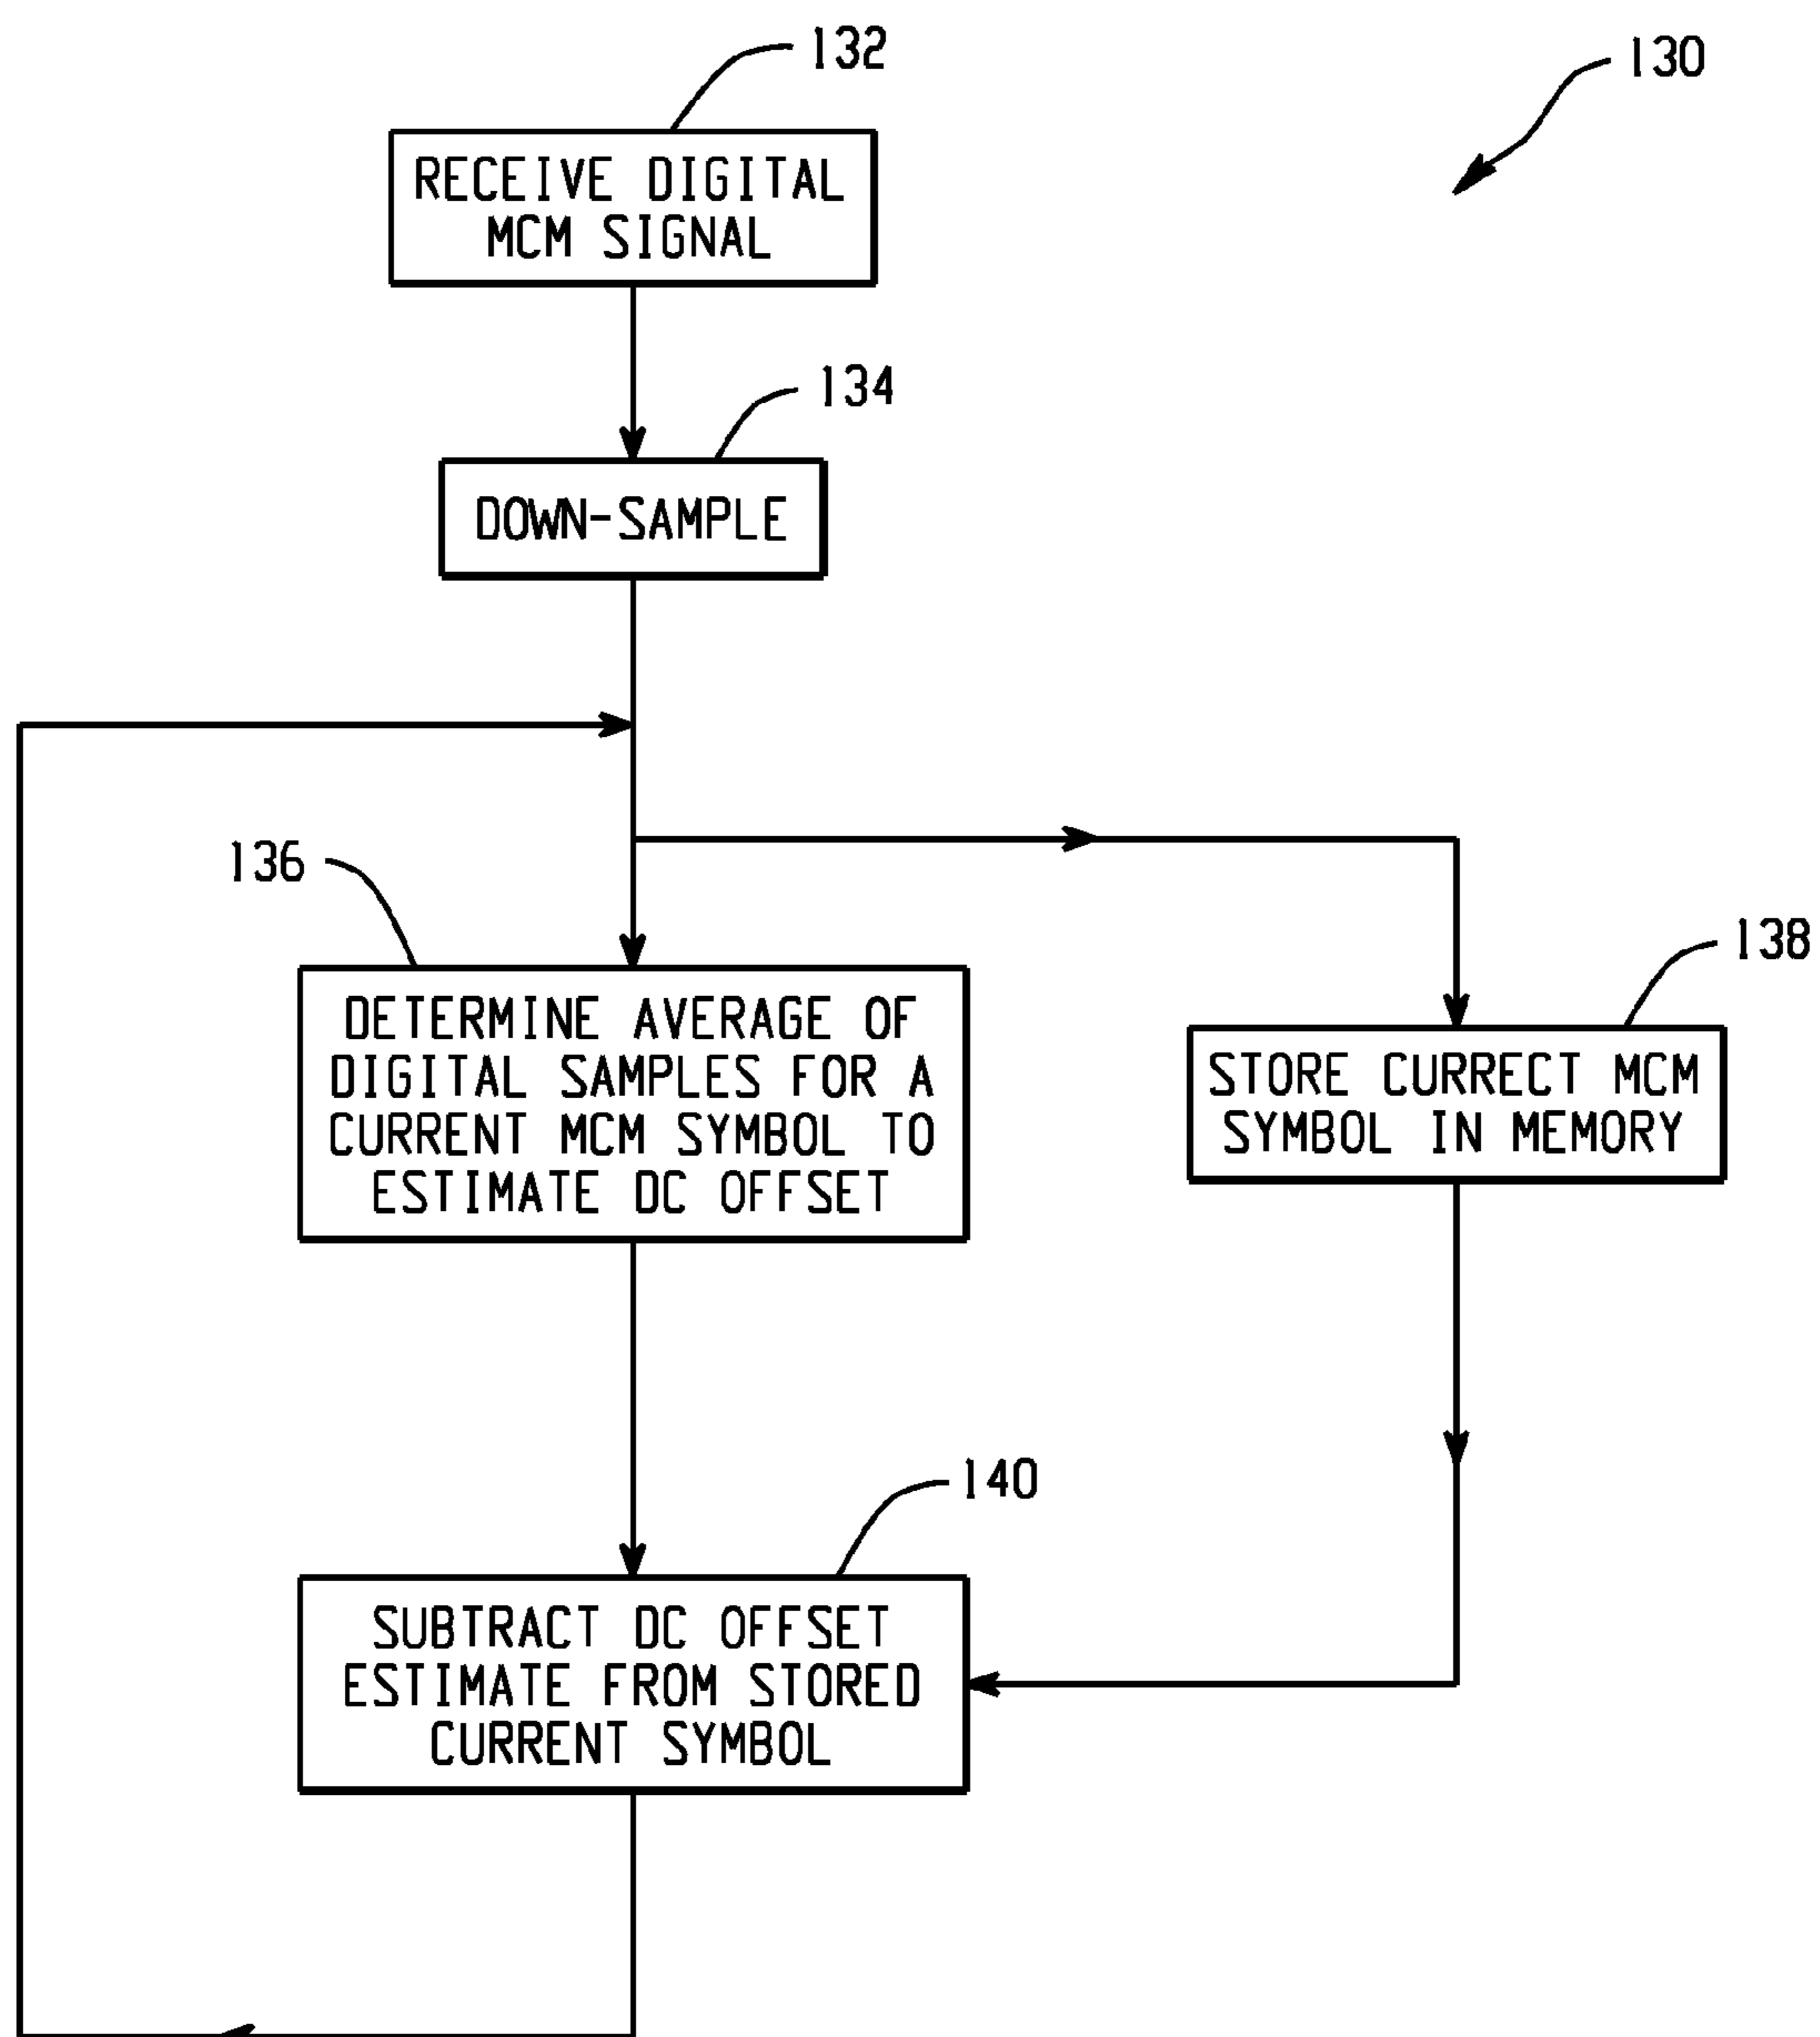 132
130
RECEIVE DIGITAL
MCM SIGNAL
134
DOWN-SAMPLE
136
DETERMINE AVERAGE OF
DIGITAL SAMPLES FOR A
CURRENT MCM SYMBOL TO
ESTIMATE DC OFFSET
138
STORE CURRECT MCM
SYMBOL IN MEMORY
140
SUBTRACT DC OFFSET
ESTIMATE FROM STORED
CURRENT SYMBOL